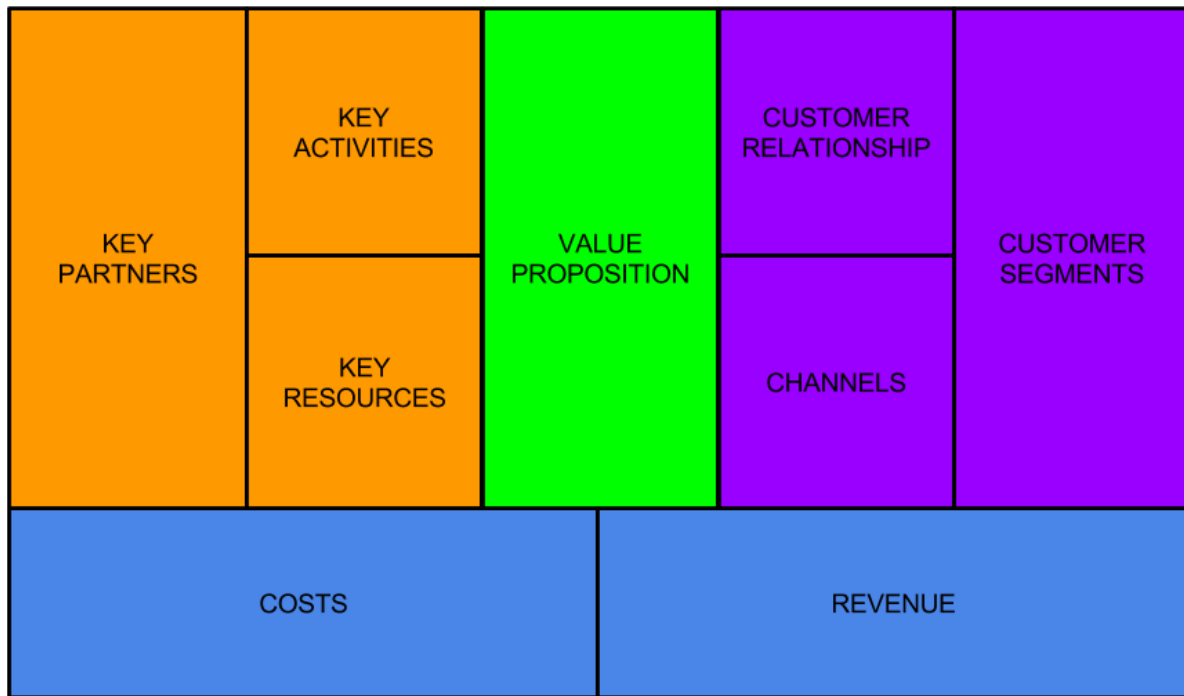 KEY
PARTNERS
KEY
ACTIVITIES
KEY
RESOURCES
VALUE
PROPOSITION
CUSTOMER
RELATIONSHIP
CHANNELS
CUSTOMER
SEGMENTS
COSTS
REVENUE